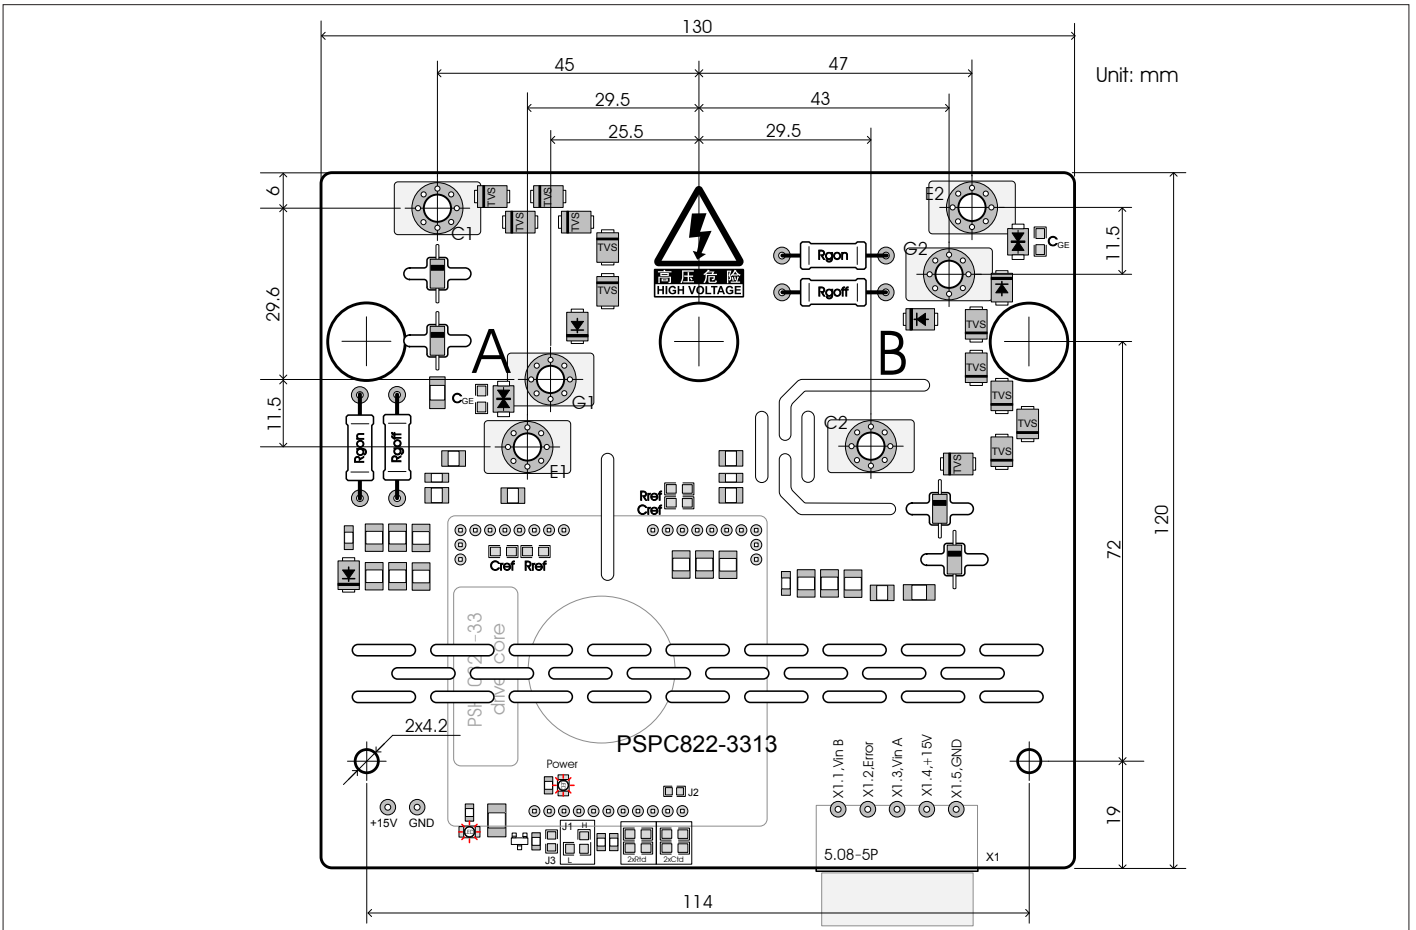 130
45
47
Unit: mm
29.5
43
25.5
29.5
6
TVS
TVS
TVS
TVS
E2
C1
G2
CGE
11.5
TVS
Rgon
高压危险
HIGH VOLTAGE
TVS
Rgoff
29.6
TVS
A
B
TVS
CGE
G1
TVS
11.5
C2
TVS
Rgon
Rgoff
E1
TVS
TVS
Rref
Cref
Cref
Rref
72
120
driver core
2x4.2
PSPC822-3313
Power
X1.1,Vin B
X1.2,Error
X1.3,Vin A
X1.4,+15V
X1.5,GND
J2
+15V
GND
J1
H
J3
L
2xRtd
2xCtd
5.08-5P
X1
19
114